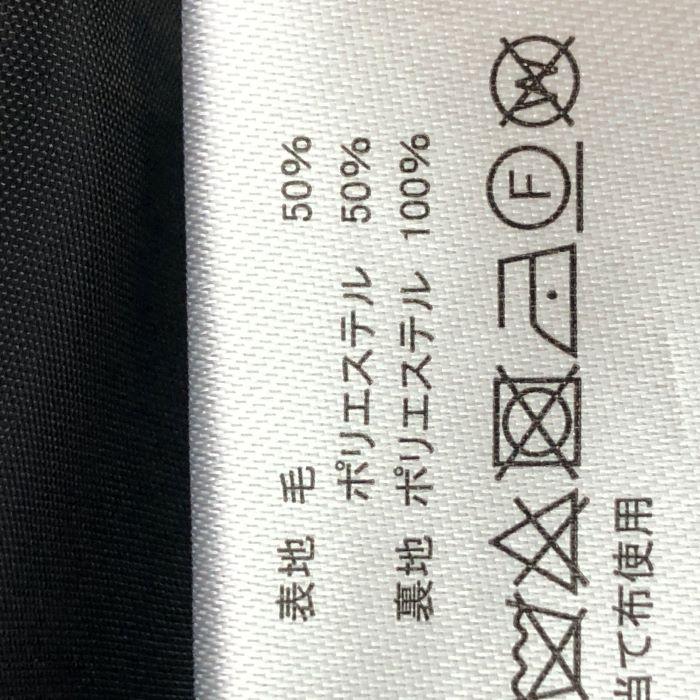 表地 毛 50%
ポリエステル 50%
裏地 ポリエステル 100%
F
W
当て布使用